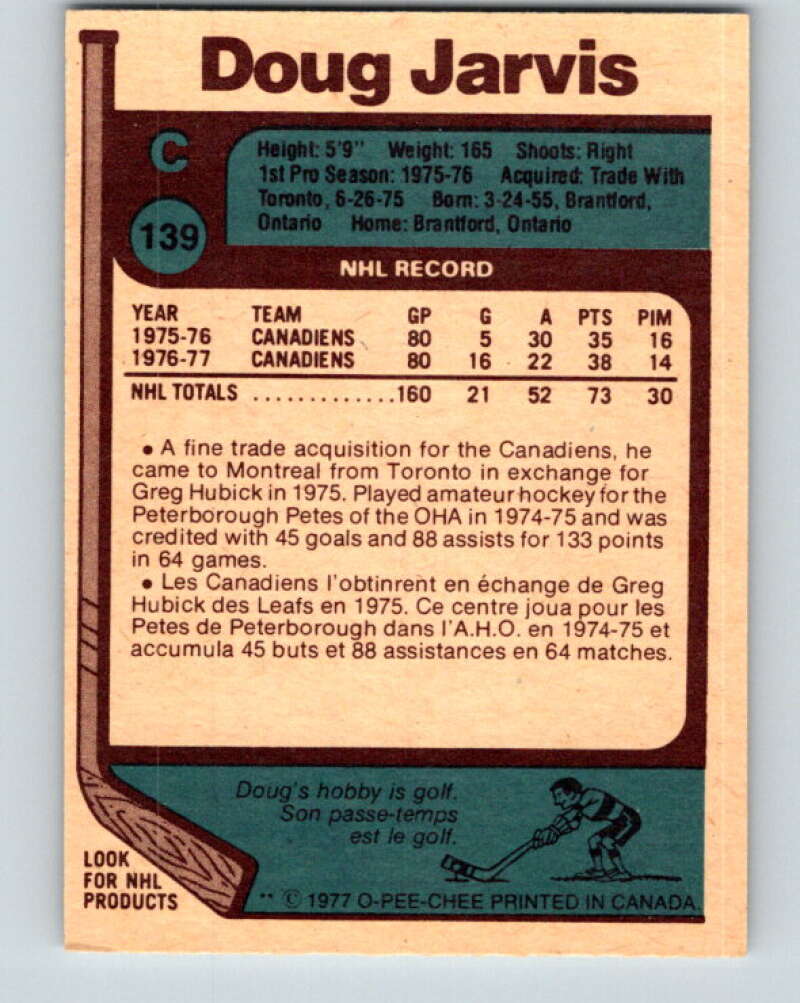 Doug Jarvis
C
139
Height: 5'9" Weight: 165 Shoots: Right
1st Pro Season: 1975-76 Acquired: Trade With
Toronto, 6-26-75 Born: 3-24-55, Brantford,
Ontario Home: Brantford, Ontario
NHL RECORD
YEAR TEAM GP G A PTS PIM
1975-76 CANADIENS 80 5 30 35 16
1976-77 CANADIENS 80 16 22 38 14
NHL TOTALS .............160 21 52 73 30
• A fine trade acquisition for the Canadiens, he
came to Montreal from Toronto in exchange for
Greg Hubick in 1975. Played amateur hockey for the
Peterborough Petes of the OHA in 1974-75 and was
credited with 45 goals and 88 assists for 133 points
in 64 games.
• Les Canadiens l'obtinrent en échange de Greg
Hubick des Leafs en 1975. Ce centre joua pour les
Petes de Peterborough dans l'A.H.O. en 1974-75 et
accumula 45 buts et 88 assistances en 64 matches.
Doug's hobby is golf.
Son passe-temps
est le golf.
LOOK
FOR NHL
PRODUCTS
** © 1977 O-PEE-CHEE PRINTED IN CANADA.